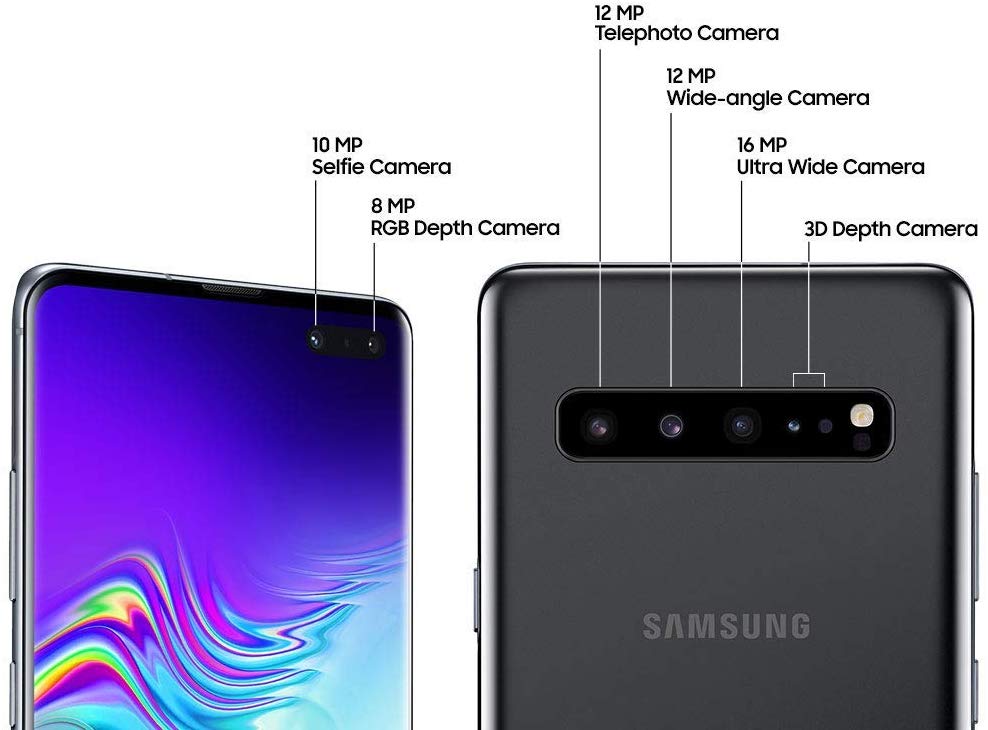 12 MP
Telephoto Camera
12 MP
Wide-angle Camera
10 MP
Selfie Camera
16 MP
Ultra Wide Camera
8 MP
RGB Depth Camera
3D Depth Camera
SAMSUNG